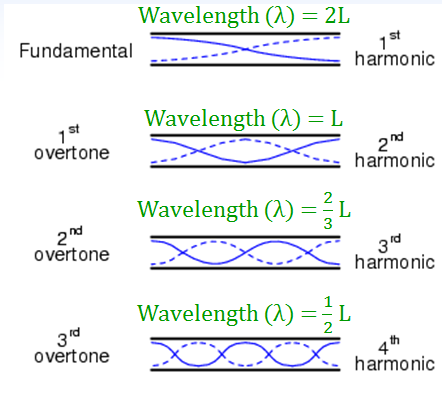 Wavelength (λ) = 2L
Fundamental
1st
harmonic
Wavelength (λ) = L
1st
overtone
2nd
harmonic
Wavelength (λ) = 2/3 L
2nd
overtone
3rd
harmonic
Wavelength (λ) = 1/2 L
3rd
overtone
4th
harmonic